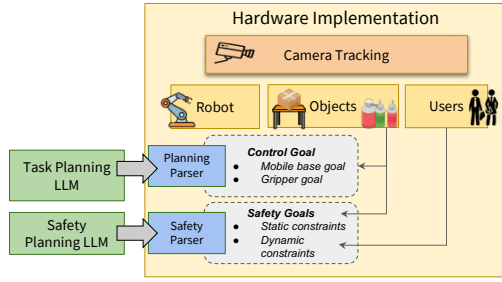 Hardware Implementation
Camera Tracking
Robot
Objects
Users
Task Planning
LLM
Planning
Parser
Control Goal
● Mobile base goal
● Gripper goal
Safety
Planning LLM
Safety
Parser
Safety Goals
● Static constraints
● Dynamic
constraints